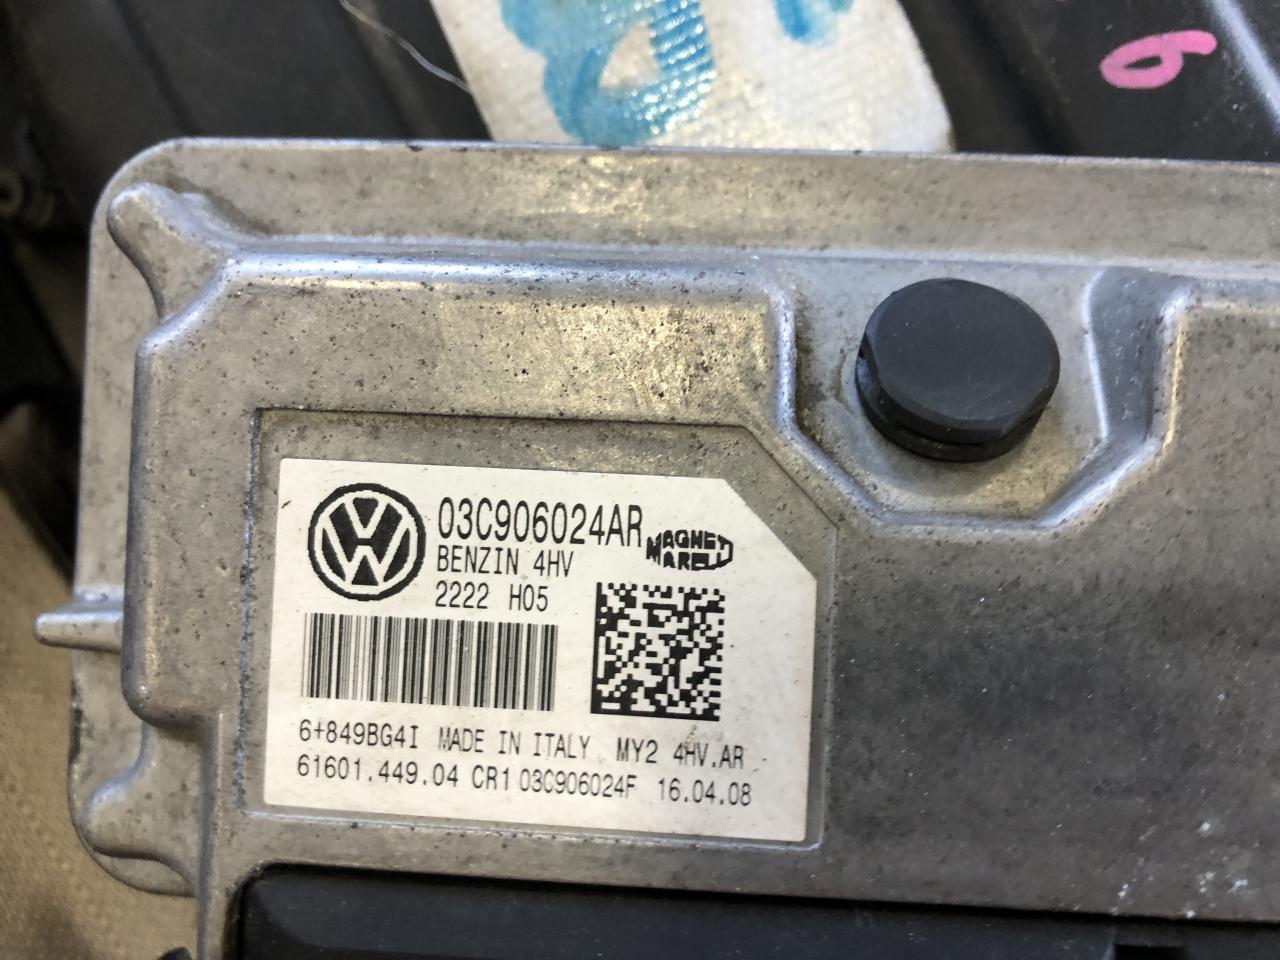 6
03C906024AR
MAGNETI MARELLI
BENZIN 4HV
2222 H05
6+849BG4I MADE IN ITALY MY2 4HV.AR
61601.449.04 CR1 03C906024F 16.04.08